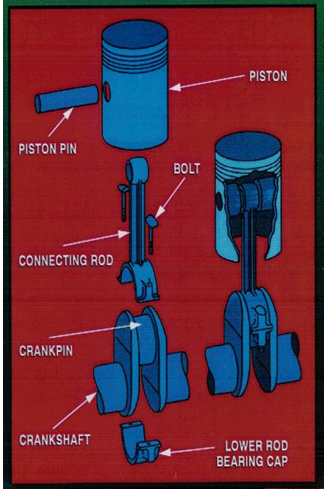 PISTON
PISTON PIN
BOLT
CONNECTING ROD
CRANKPIN
CRANKSHAFT
LOWER ROD
BEARING CAP